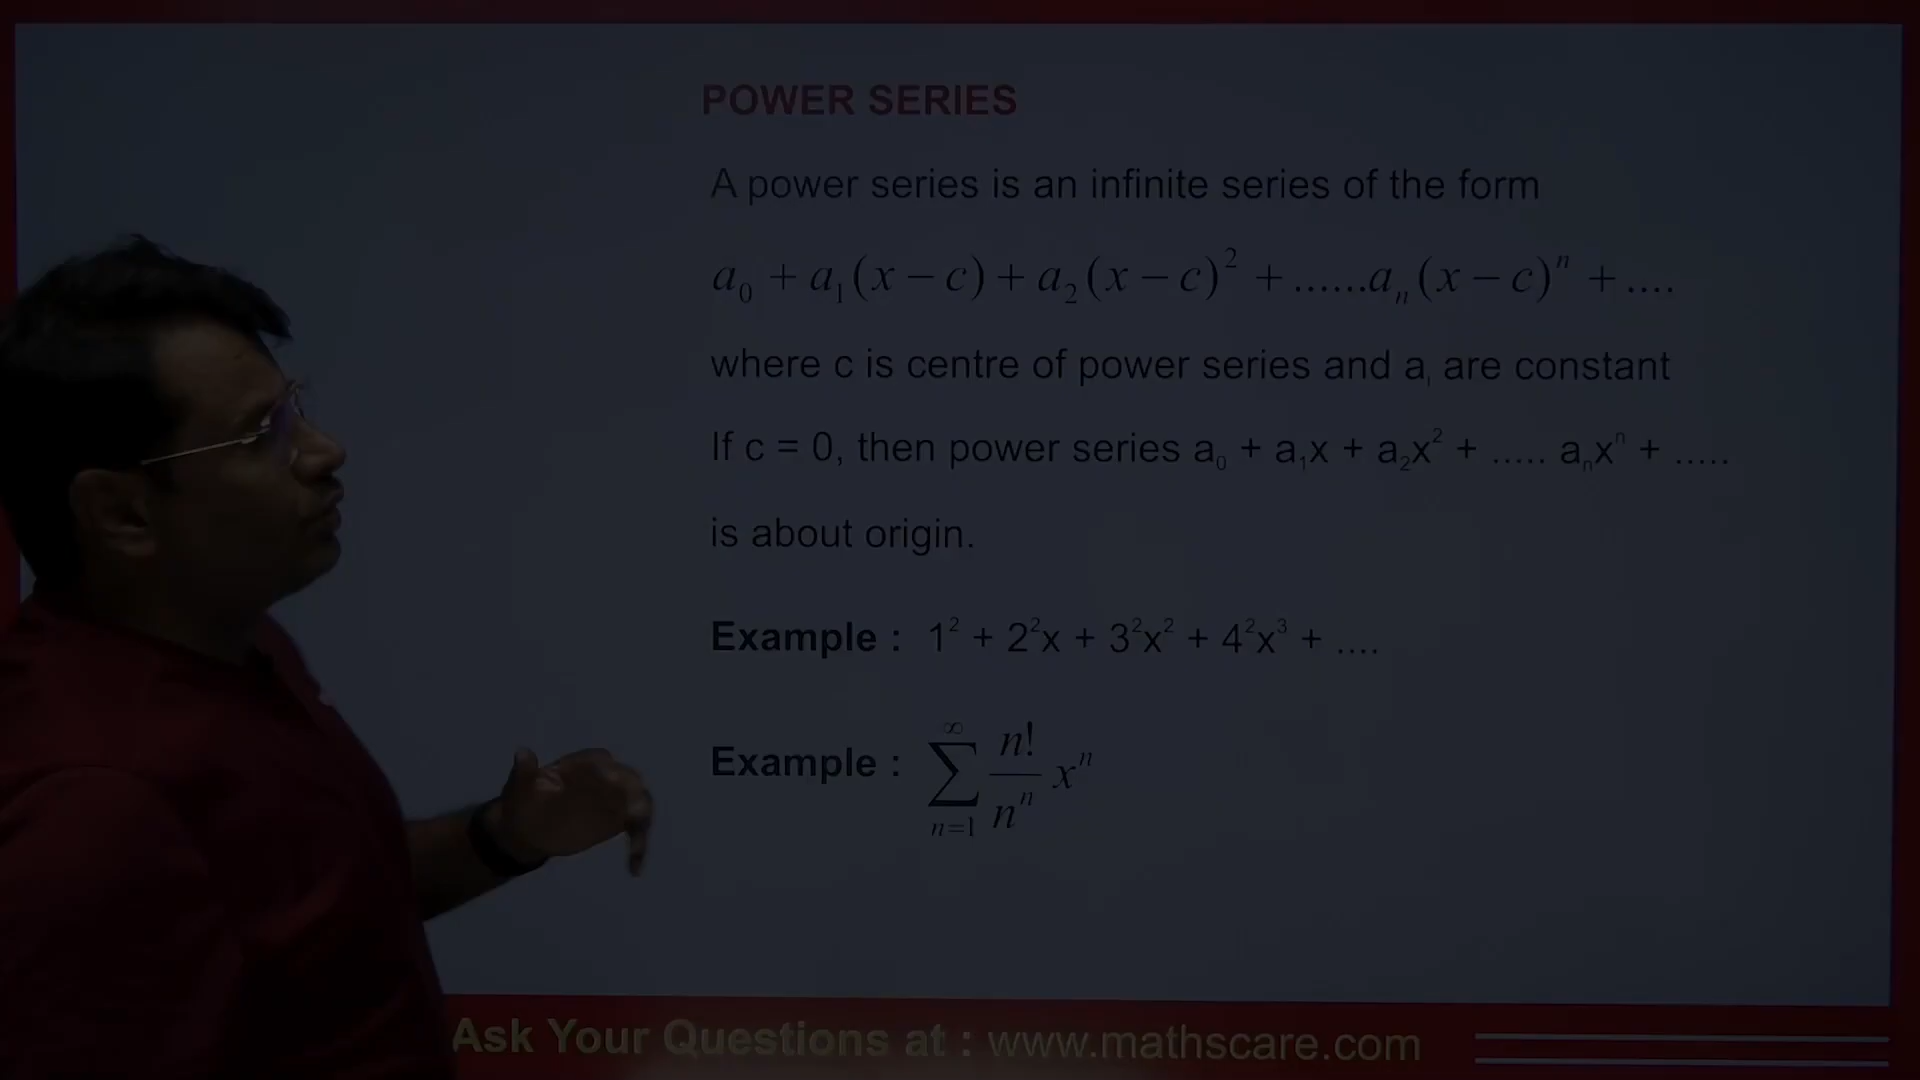 POWER SERIES
A power series is an infinite series of the form
a₀ + a₁(x − c) + a₂(x − c)² + ......aₙ(x − c)ⁿ + ....
where c is centre of power series and aᵢ are constant
If c = 0, then power series a₀ + a₁x + a₂x² + ..... aₙxⁿ + .....
is about origin.
Example : 1² + 2²x + 3²x² + 4²x³ + ....
Example : ∑_{n=1}^{∞} n!/nⁿ xⁿ
Ask Your Questions at : www.mathscare.com